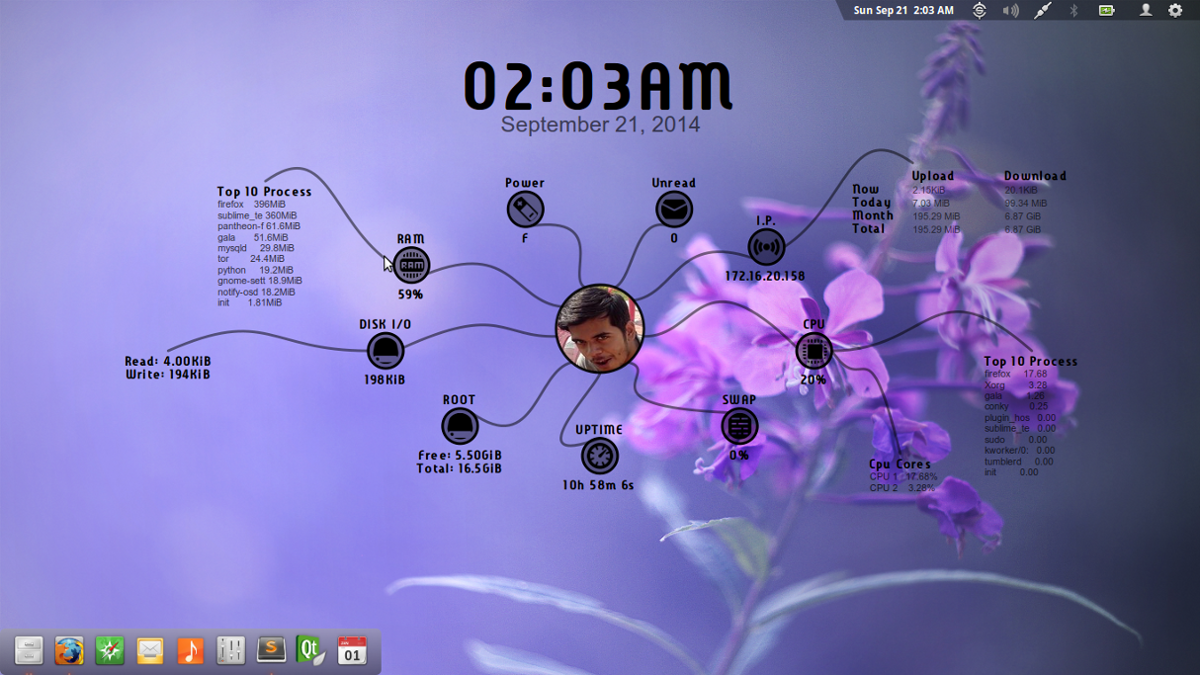 Sun Sep 21 2:03 AM
02:03AM
September 21, 2014
Top 10 Process
firefox 396MiB
sublime_te 360MiB
pantheon-f 61.6MiB
gala 51.6MiB
mysqld 29.8MiB
tor 24.4MiB
python 19.2MiB
gnome-sett 18.9MiB
notify-osd 18.2MiB
init 1.81MiB
RAM
RAM
59%
Power
F
Unread
0
I.P.
172.16.20.158
Upload Download
Now 2.15KiB 20.1KiB
Today 7.03 MiB 99.34 MiB
Month 195.29 MiB 6.87 GiB
Total 195.29 MiB 6.87 GiB
DISK I/O
198KiB
Read: 4.00KiB
Write: 194KiB
CPU
20%
Top 10 Process
firefox 17.68
Xorg 3.28
gala 1.26
conky 0.25
plugin_hos 0.00
sublime_te 0.00
sudo 0.00
kworker/0: 0.00
tumblerd 0.00
init 0.00
ROOT
Free: 5.50GiB
Total: 16.5GiB
UPTIME
10h 58m 6s
SWAP
0%
Cpu Cores
CPU 1 17.68%
CPU 2 3.28%
S
Qt
01